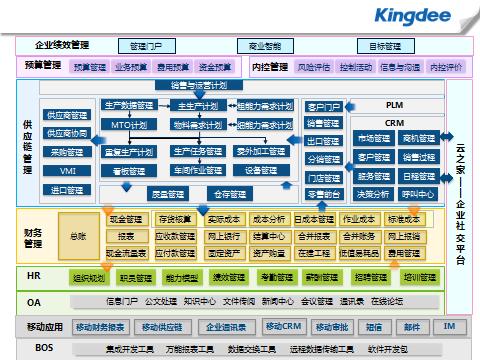 Kingdee
企业绩效管理 管理门户 商业智能 目标管理
预算管理 预算管理 业务预算 费用预算 资金预算 内控管理 风险评估 控制活动 信息与沟通 内控评价
销售与运营计划
供应链管理
供应商管理
供应商协同
采购管理
VMI
进口管理
生产数据管理 主生产计划 粗能力需求计划
MTO计划 物料需求计划 细能力需求计划
重复生产计划 生产任务管理 委外加工管理
看板管理 车间作业管理 设备管理
质量管理 仓存管理
客户门户
销售管理
出口管理
分销管理
门店管理
零售前台
PLM
CRM
市场管理 商机管理
客户管理 销售过程
服务管理 日程管理
决策分析 呼叫中心
云之家——企业社交平台
财务管理
总账
现金管理 存货核算 实际成本 成本分析 日成本管理 作业成本 标准成本
报表 应收款管理 网上银行 结算中心 合并报表 合并账务 网上报销
现金流量表 应付款管理 固定资产 资产购置 在建工程 低值易耗品 费用管理
HR 组织规划 职员管理 能力模型 绩效管理 考勤管理 薪酬管理 招聘管理 培训管理
OA 信息门户 公文处理 知识中心 文件传阅 新闻中心 会议管理 通讯录 在线论坛
移动应用 移动财务报表 移动供应链 企业通讯录 移动CRM 移动审批 短信 邮件 IM
BOS 集成开发工具 万能报表工具 数据交换工具 远程数据传输工具 软件开发包